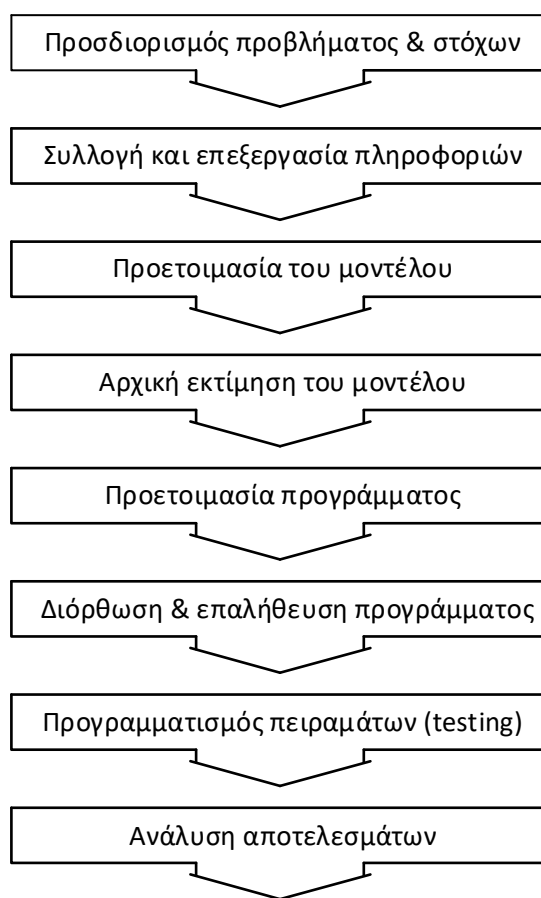 Προσδιορισμός προβλήματος & στόχων
Συλλογή και επεξεργασία πληροφοριών
Προετοιμασία του μοντέλου
Αρχική εκτίμηση του μοντέλου
Προετοιμασία προγράμματος
Διόρθωση & επαλήθευση προγράμματος
Προγραμματισμός πειραμάτων (testing)
Ανάλυση αποτελεσμάτων